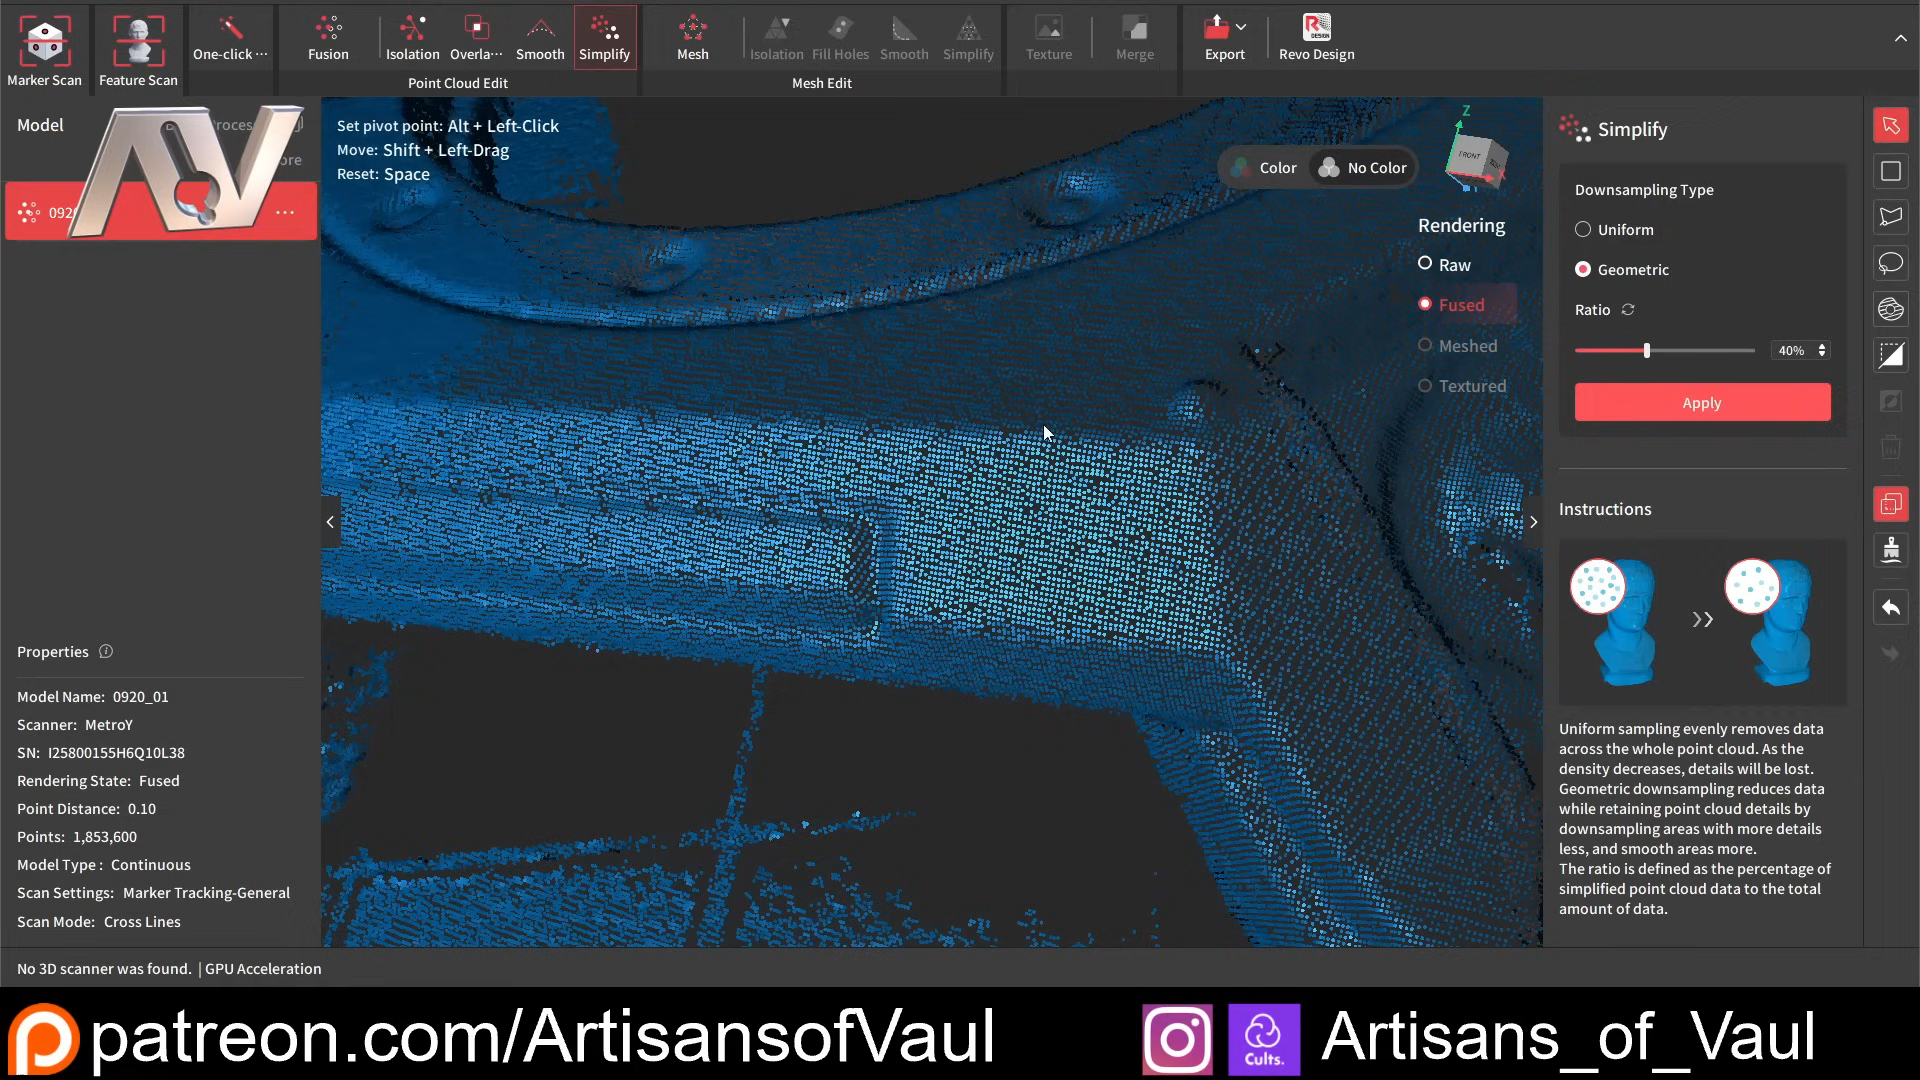 Marker Scan
Feature Scan
One-click ···
Fusion
Isolation
Overla···
Smooth
Simplify
Point Cloud Edit
Mesh
Isolation
Fill Holes
Smooth
Simplify
Mesh Edit
Texture
Merge
Export
Revo Design
Model
0920
Set pivot point: Alt + Left-Click
Move: Shift + Left-Drag
Reset: Space
Color
No Color
Z
FRONT
Rendering
Raw
Fused
Meshed
Textured
Simplify
Downsampling Type
Uniform
Geometric
Ratio
40%
Apply
Instructions
Uniform sampling evenly removes data
across the whole point cloud. As the
density decreases, details will be lost.
Geometric downsampling reduces data
while retaining point cloud details by
downsampling areas with more details
less, and smooth areas more.
The ratio is defined as the percentage of
simplified point cloud data to the total
amount of data.
Properties
Model Name: 0920_01
Scanner: MetroY
SN: I25800155H6Q10L38
Rendering State: Fused
Point Distance: 0.10
Points: 1,853,600
Model Type : Continuous
Scan Settings: Marker Tracking-General
Scan Mode: Cross Lines
No 3D scanner was found. | GPU Acceleration
patreon.com/ArtisansofVaul
Cults.
Artisans_of_Vaul